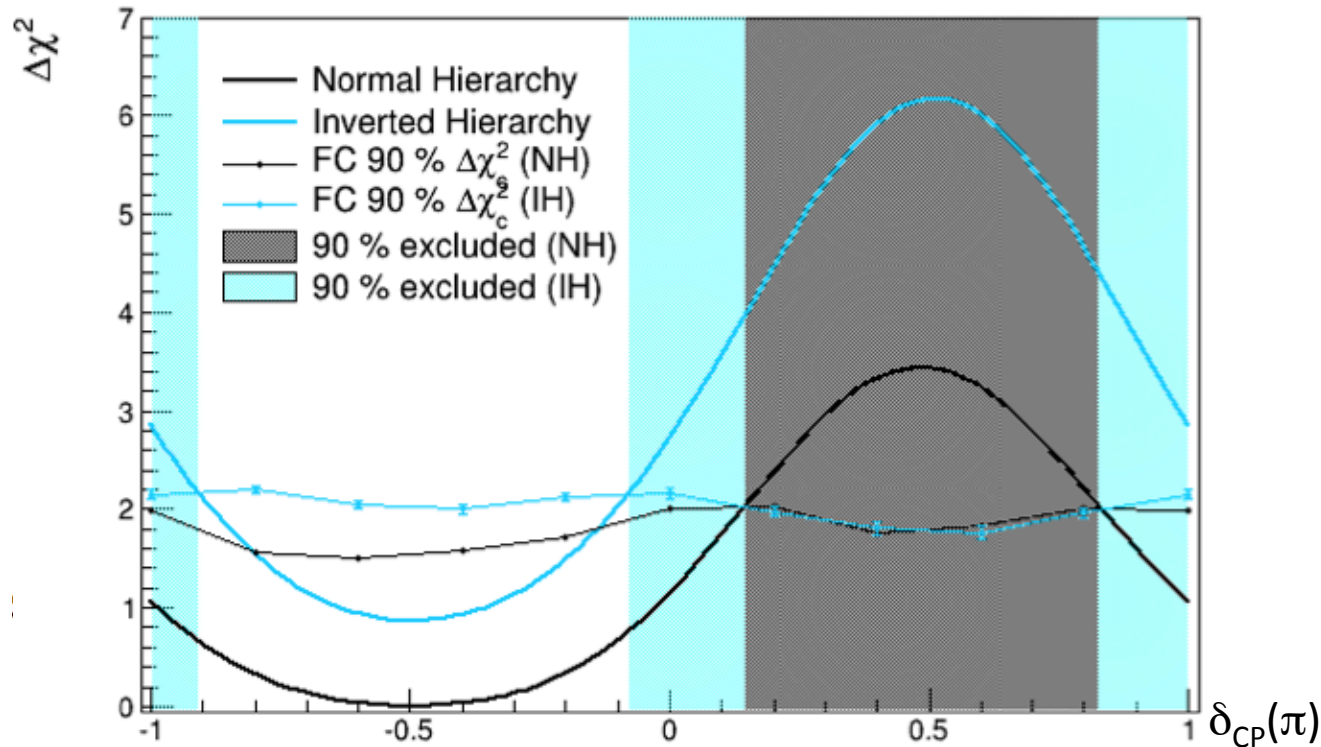 Δχ²
7
6
5
4
3
2
1
0
Normal Hierarchy
Inverted Hierarchy
FC 90 % Δχ²c (NH)
FC 90 % Δχ²c (IH)
90 % excluded (NH)
90 % excluded (IH)
-1 -0.5 0 0.5 1
δCP(π)